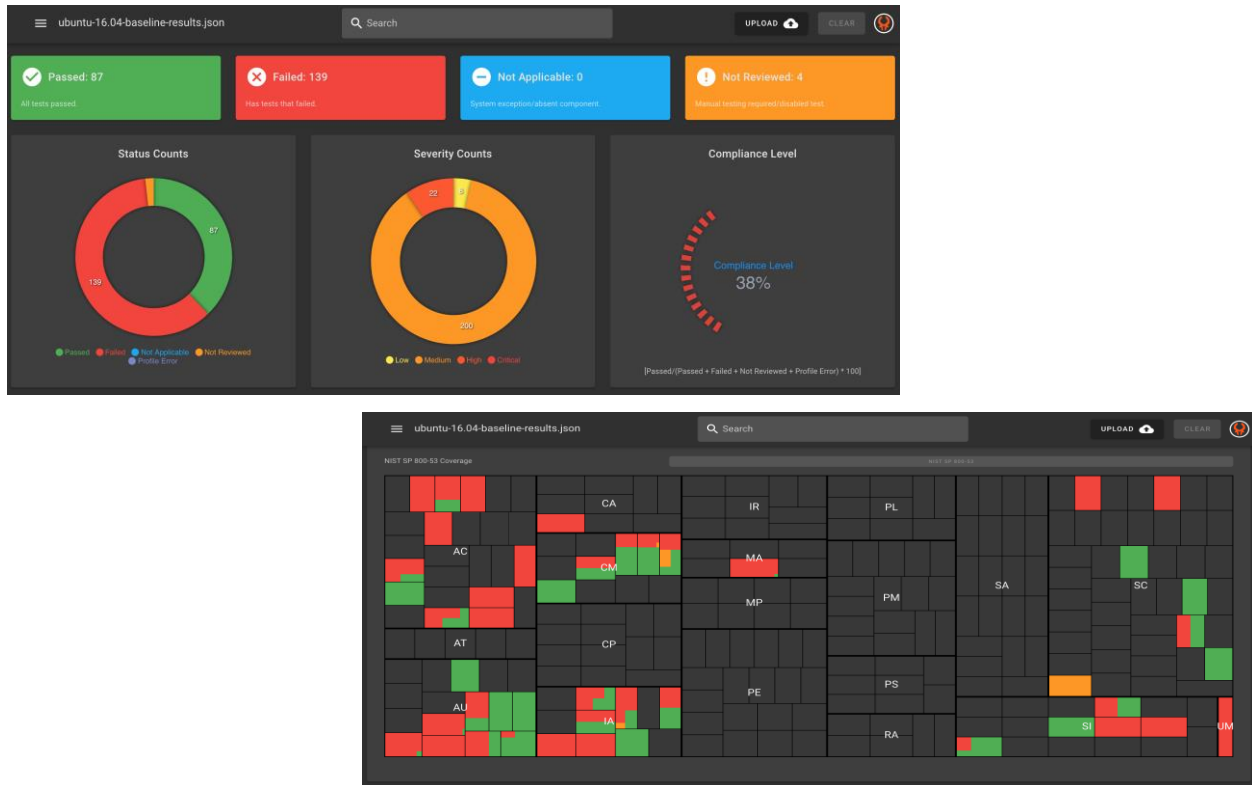 ubuntu-16.04-baseline-results.json
Search
UPLOAD
CLEAR
Passed: 87
All tests passed.
Failed: 139
Has tests that failed.
Not Applicable: 0
System exception/absent component.
Not Reviewed: 4
Manual testing required/disabled test.
Status Counts
87
139
Passed Failed Not Applicable Not Reviewed
Profile Error
Severity Counts
22
200
Low Medium High Critical
Compliance Level
Compliance Level
38%
[Passed/(Passed + Failed + Not Reviewed + Profile Error) * 100]
ubuntu-16.04-baseline-results.json
Search
UPLOAD
CLEAR
NIST SP 800-53 Coverage
NIST SP 800-53
AC
CA
IR
PL
CM
MA
MP
PM
SA
SC
AT
CP
AU
IA
PE
PS
RA
SI
UM